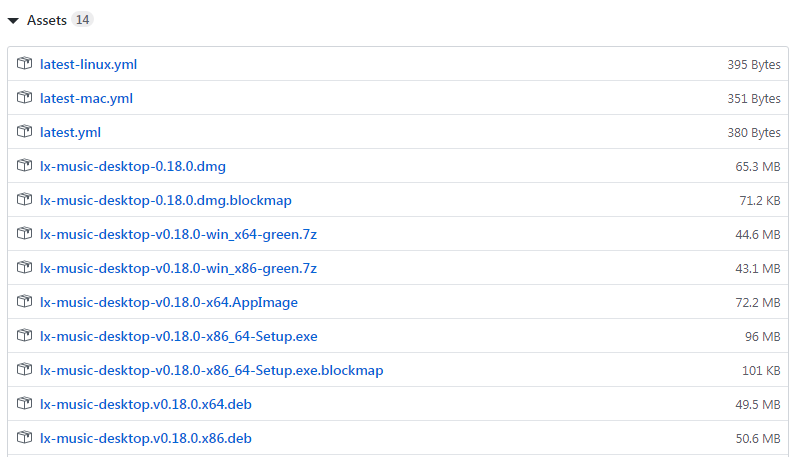 Assets 14
latest-linux.yml 395 Bytes
latest-mac.yml 351 Bytes
latest.yml 380 Bytes
lx-music-desktop-0.18.0.dmg 65.3 MB
lx-music-desktop-0.18.0.dmg.blockmap 71.2 KB
lx-music-desktop-v0.18.0-win_x64-green.7z 44.6 MB
lx-music-desktop-v0.18.0-win_x86-green.7z 43.1 MB
lx-music-desktop-v0.18.0-x64.AppImage 72.2 MB
lx-music-desktop-v0.18.0-x86_64-Setup.exe 96 MB
lx-music-desktop-v0.18.0-x86_64-Setup.exe.blockmap 101 KB
lx-music-desktop.v0.18.0.x64.deb 49.5 MB
lx-music-desktop.v0.18.0.x86.deb 50.6 MB